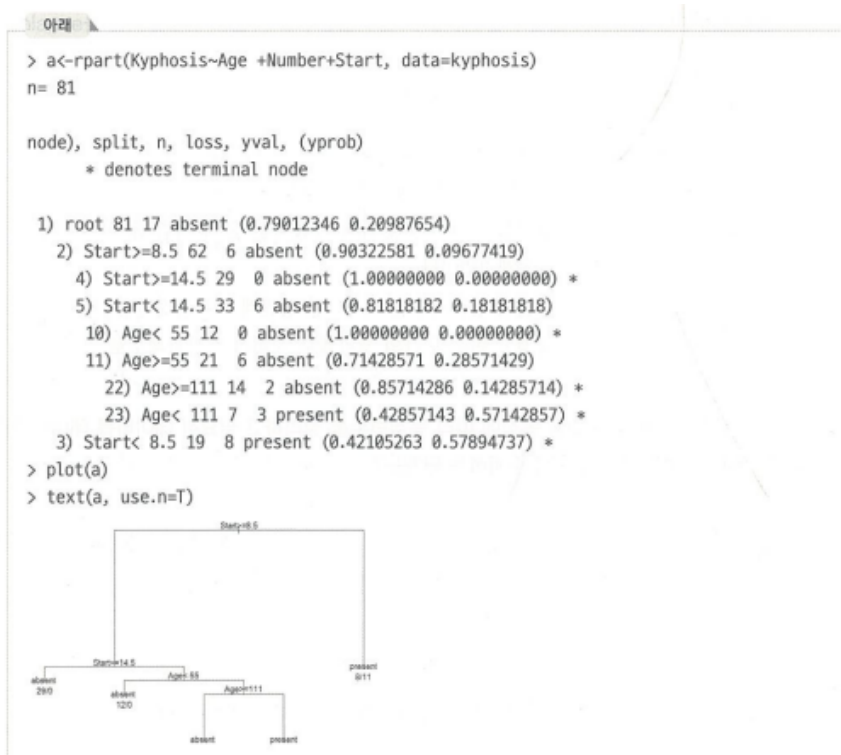 아래
> a<-rpart(Kyphosis~Age +Number+Start, data=kyphosis)
n= 81
node), split, n, loss, yval, (yprob)
* denotes terminal node
1) root 81 17 absent (0.79012346 0.20987654)
2) Start>=8.5 62 6 absent (0.90322581 0.09677419)
4) Start>=14.5 29 0 absent (1.00000000 0.00000000) *
5) Start< 14.5 33 6 absent (0.81818182 0.18181818)
10) Age< 55 12 0 absent (1.00000000 0.00000000) *
11) Age>=55 21 6 absent (0.71428571 0.28571429)
22) Age>=111 14 2 absent (0.85714286 0.14285714) *
23) Age< 111 7 3 present (0.42857143 0.57142857) *
3) Start< 8.5 19 8 present (0.42105263 0.57894737) *
> plot(a)
> text(a, use.n=T)
Start>=8.5
Start>=14.5
present
8/11
absent
29/0
Age< 55
absent
12/0
Age>=111
absent
present